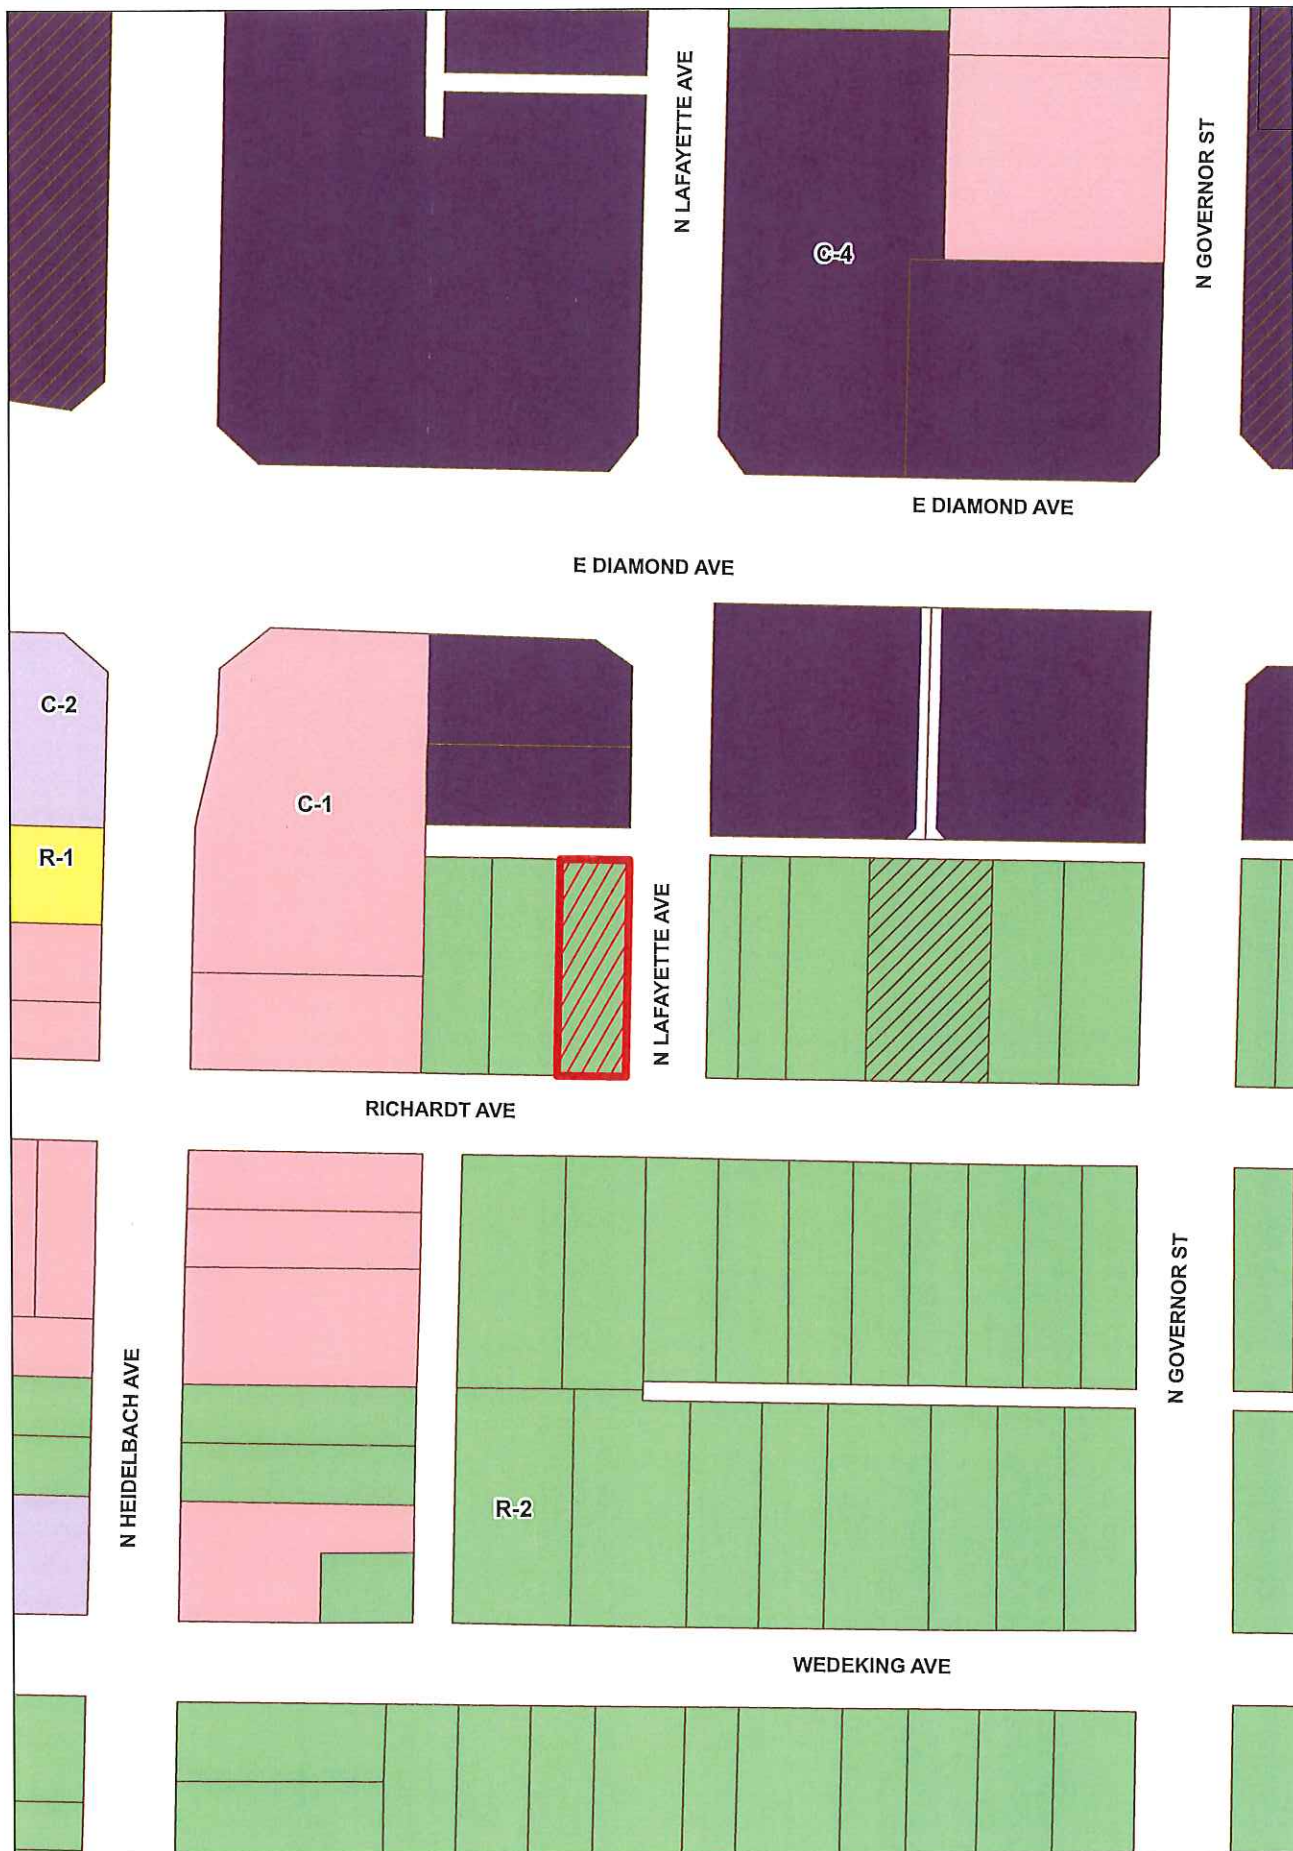 N LAFAYETTE AVE
N GOVERNOR ST
C-4
E DIAMOND AVE
E DIAMOND AVE
C-2
C-1
R-1
N LAFAYETTE AVE
RICHARDT AVE
N GOVERNOR ST
N HEIDELBACH AVE
R-2
WEDEKING AVE